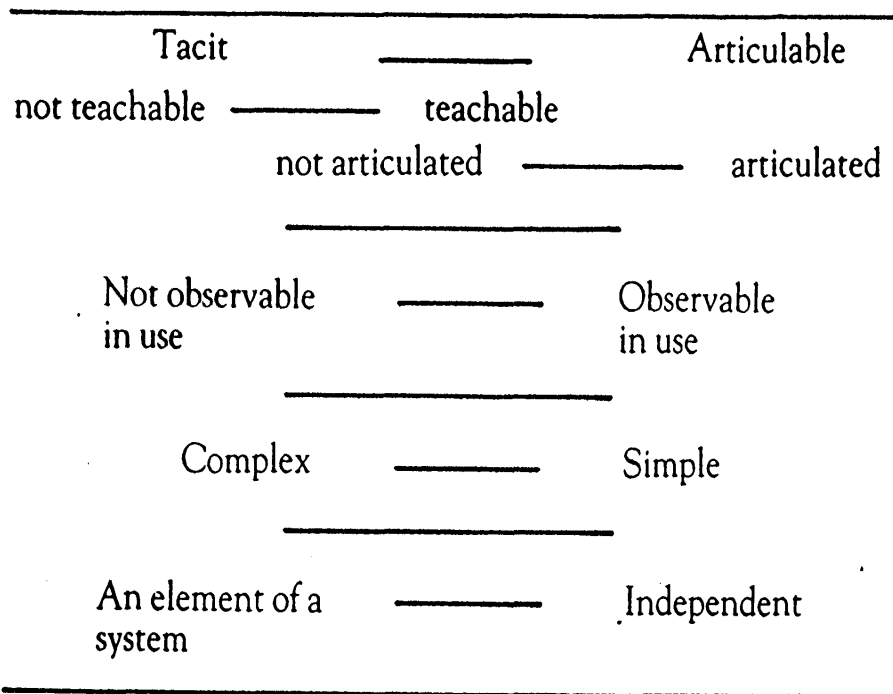 Tacit Articulable
not teachable teachable
not articulated articulated
Not observable Observable
in use in use
Complex Simple
An element of a Independent
system